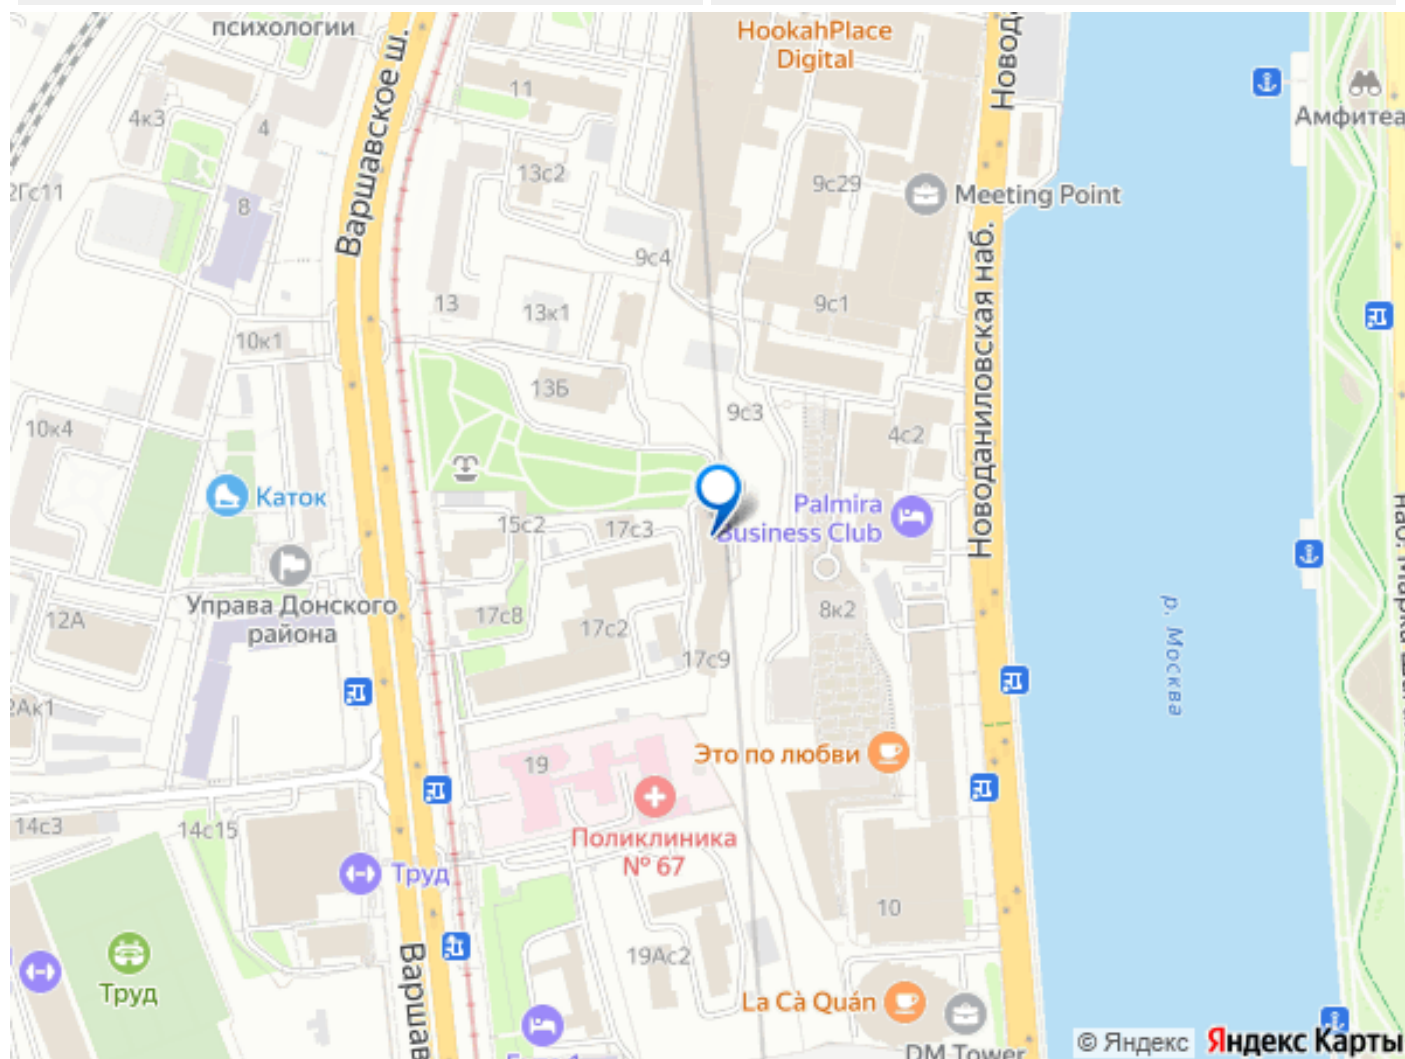 психологии
HookahPlace
Digital
Новод
Варшавское ш.
11
4к3
4
Амфитеа
13с2
9с29
Meeting Point
2Гс11
8
9с4
Новоданиловская наб.
13
13к1
9с1
10к1
13Б
9с3
10к4
4с2
Каток
Palmira
Business Club
15с2
17с3
Управа Донского
района
12А
17с8
17с2
8к2
р. Москва
17с9
2Ак1
Это по любви
19
Поликлиника
№ 67
14с3
14с15
Труд
10
Варшав
19Ас2
Труд
La Cà Quán
DM Tower
© Яндекс
Яндекс Карты